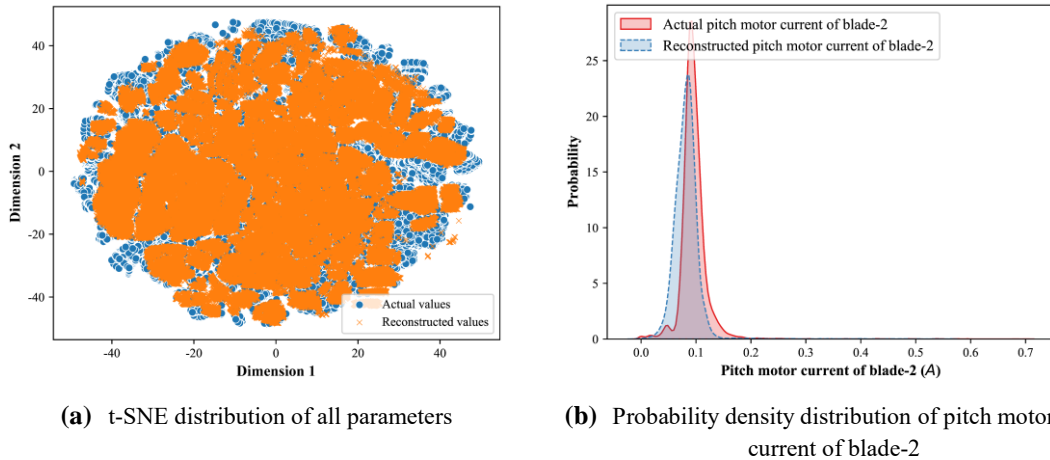 40
20
0
-20
-40
Dimension 2
-40
-20
0
20
40
Dimension 1
Actual values
Reconstructed values
(a) t-SNE distribution of all parameters
Actual pitch motor current of blade-2
Reconstructed pitch motor current of blade-2
25
20
15
10
5
0
Probability
0.0
0.1
0.2
0.3
0.4
0.5
0.6
0.7
Pitch motor current of blade-2 (A)
(b) Probability density distribution of pitch motor
current of blade-2